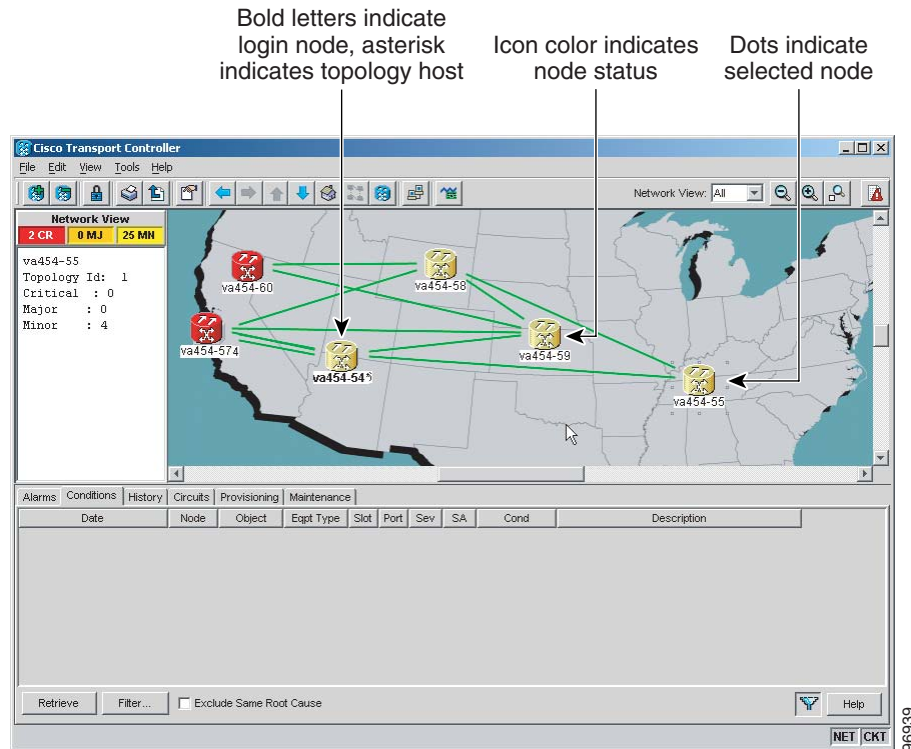 Bold letters indicate
login node, asterisk
indicates topology host
Icon color indicates
node status
Dots indicate
selected node
Cisco Transport Controller
File Edit View Tools Help
Network View: All
Network View
2 CR 0 MJ 25 MN
va454-55
Topology Id: 1
Critical : 0
Major : 0
Minor : 4
va454-60
va454-58
va454-574
va454-59
va454-54*
va454-55
Alarms Conditions History Circuits Provisioning Maintenance
Date Node Object Eqpt Type Slot Port Sev SA Cond Description
Retrieve Filter... Exclude Same Root Cause Help
NET CKT
96939